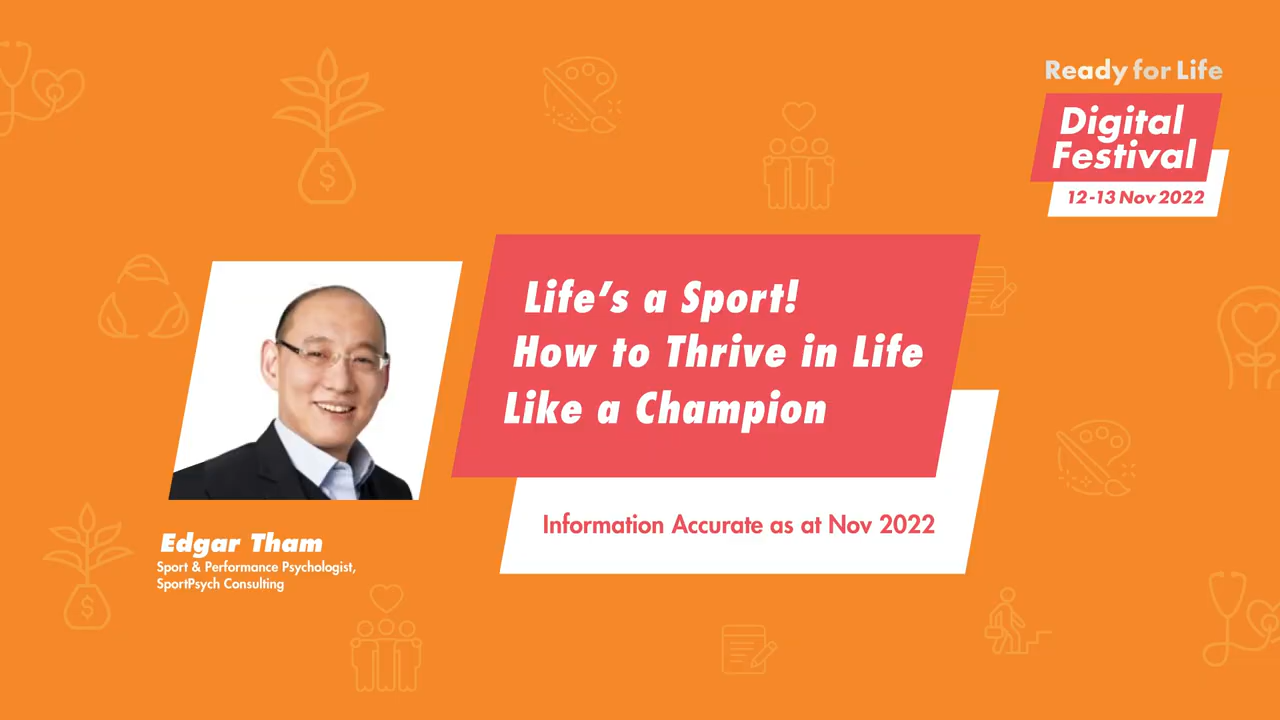 Ready for Life
Digital
Festival
12-13 Nov 2022
Life's a Sport!
How to Thrive in Life
Like a Champion
Information Accurate as at Nov 2022
Edgar Tham
Sport & Performance Psychologist,
SportPsych Consulting
$
$